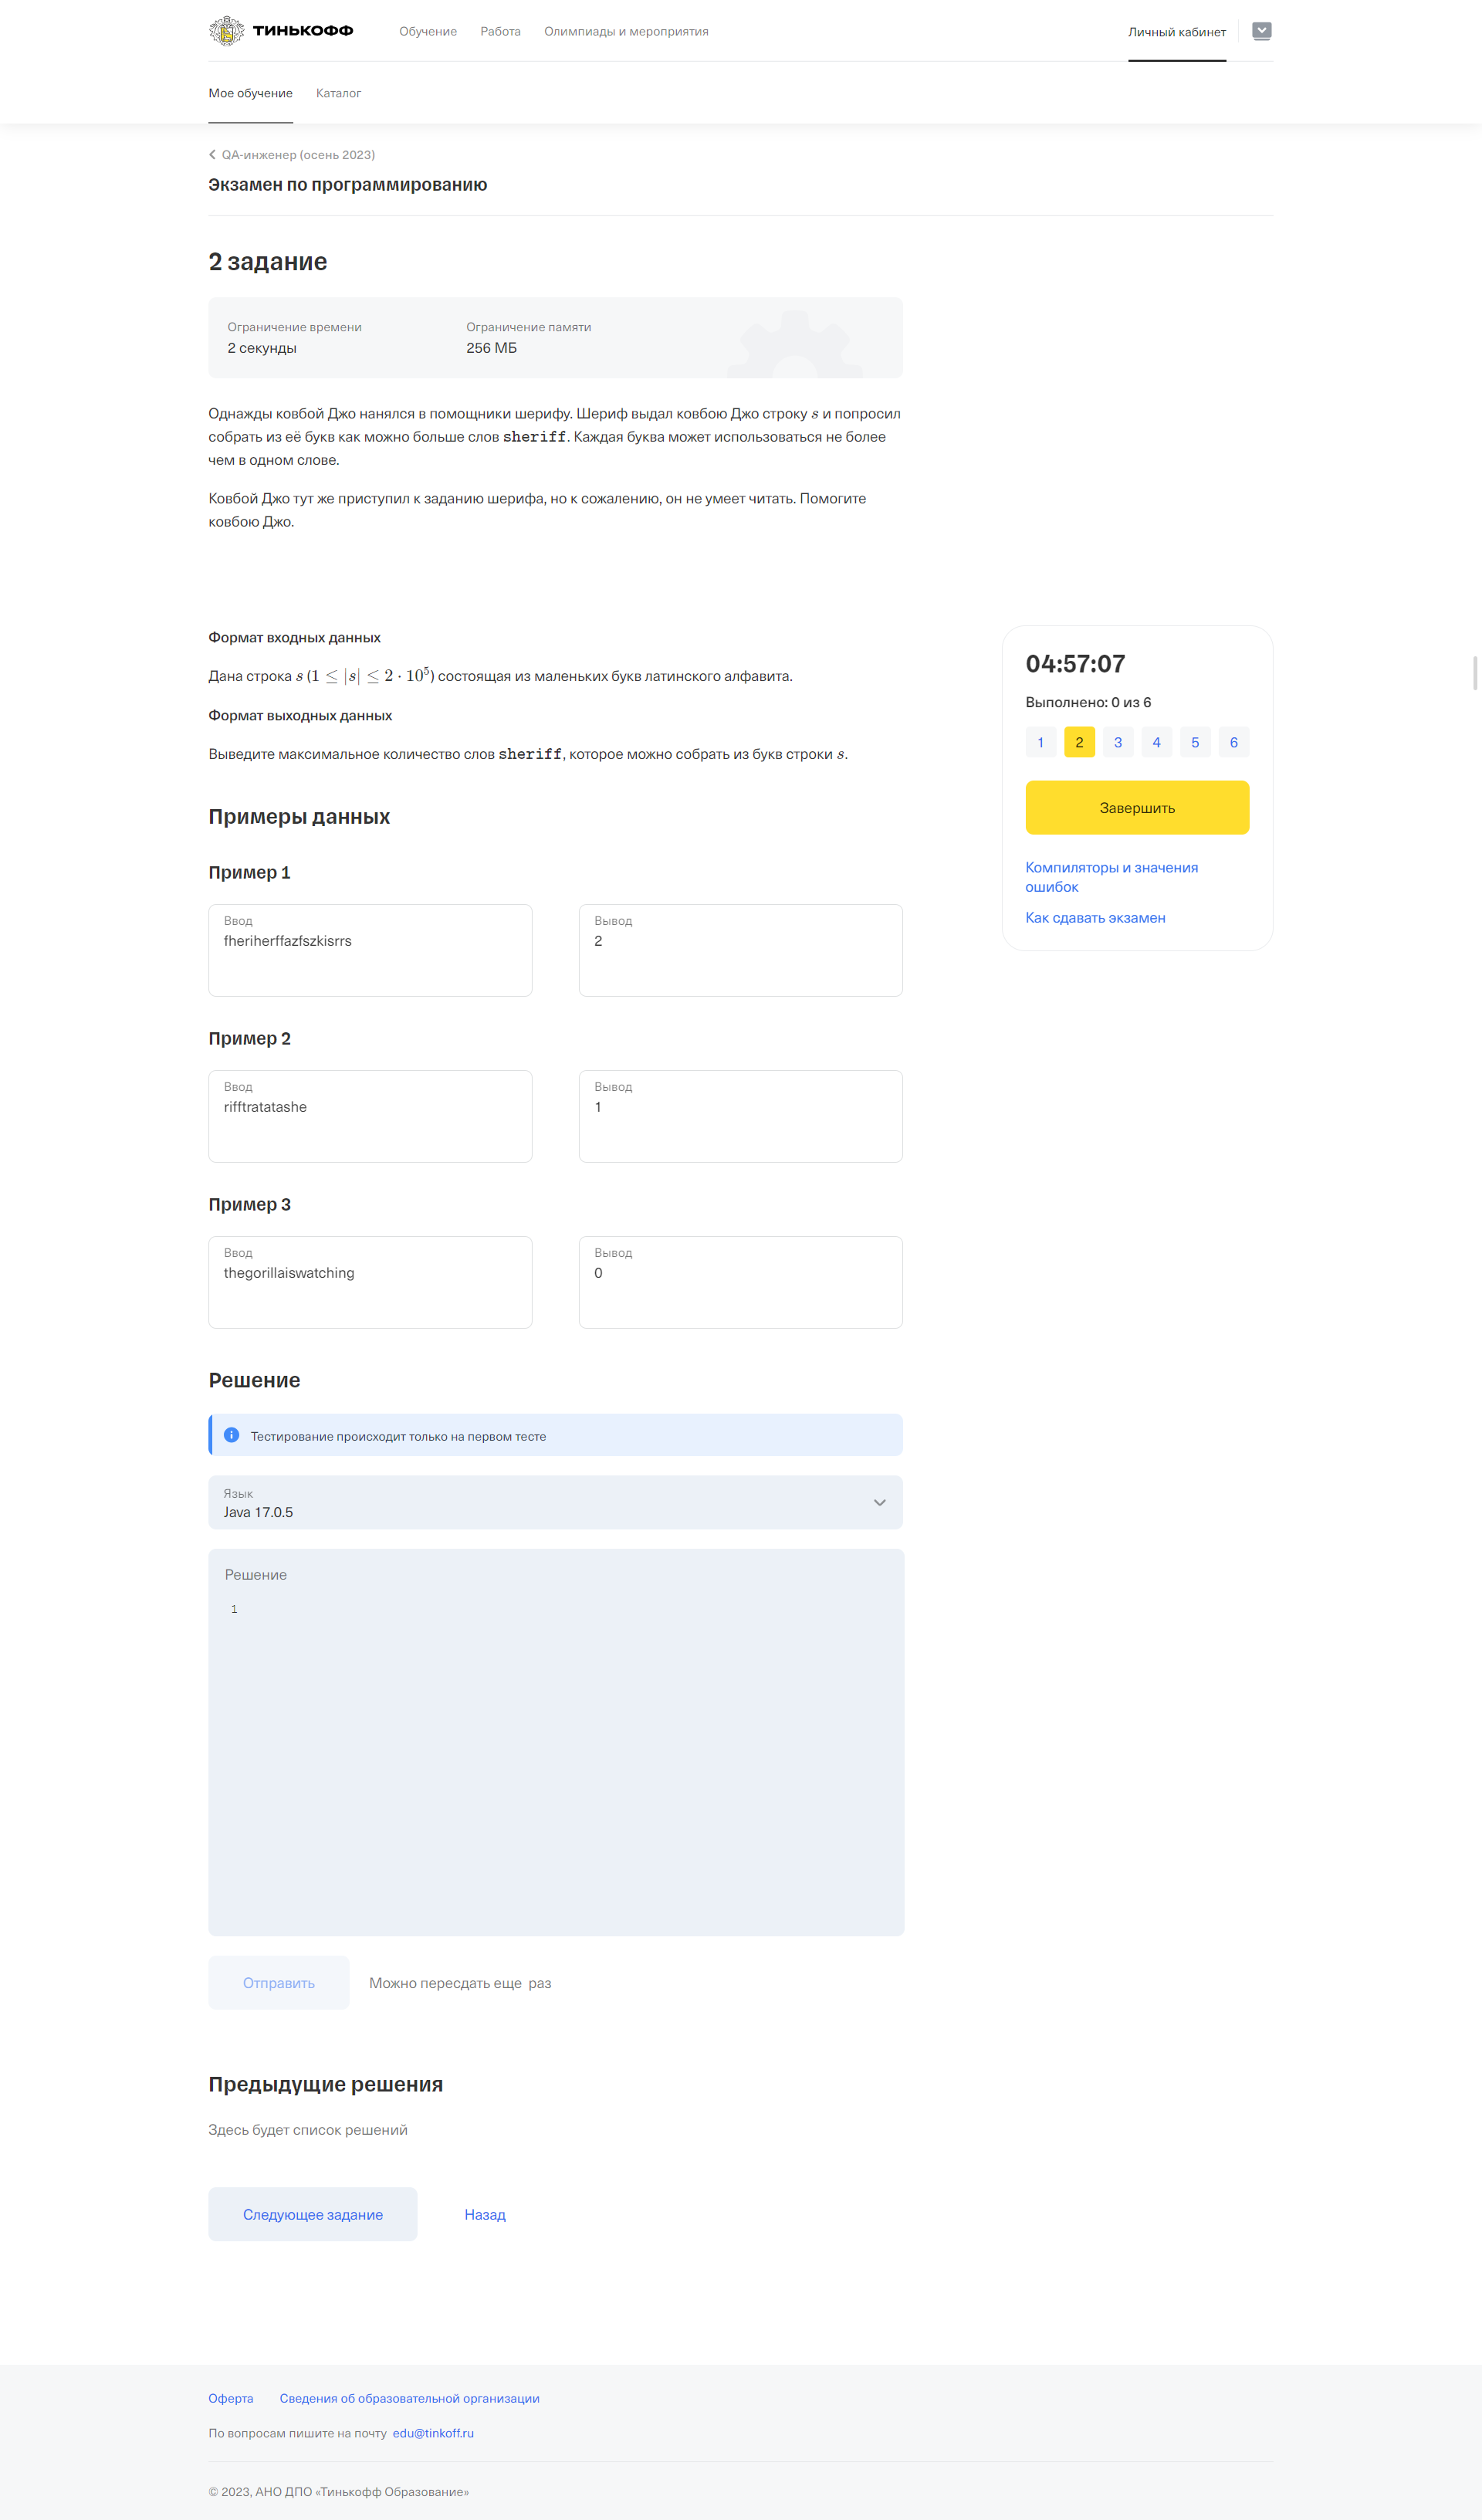 ТИНЬКОФФ
Обучение
Работа
Олимпиады и мероприятия
Личный кабинет
Мое обучение
Каталог
QA-инженер (осень 2023)
Экзамен по программированию
2 задание
Ограничение времени
2 секунды
Ограничение памяти
256 МБ
Однажды ковбой Джо нанялся в помощники шерифу. Шериф выдал ковбою Джо строку s и попросил
собрать из её букв как можно больше слов sheriff. Каждая буква может использоваться не более
чем в одном слове.
Ковбой Джо тут же приступил к заданию шерифа, но к сожалению, он не умеет читать. Помогите
ковбою Джо.
Формат входных данных
Дана строка s (1 ≤ |s| ≤ 2 · 10⁵) состоящая из маленьких букв латинского алфавита.
Формат выходных данных
Выведите максимальное количество слов sheriff, которое можно собрать из букв строки s.
04:57:07
Выполнено: 0 из 6
1 2 3 4 5 6
Завершить
Компиляторы и значения
ошибок
Как сдавать экзамен
Примеры данных
Пример 1
Ввод
fheriherffazfszkisrrs
Вывод
2
Пример 2
Ввод
rifftratatashe
Вывод
1
Пример 3
Ввод
thegorillaiswatching
Вывод
0
Решение
Тестирование происходит только на первом тесте
Язык
Java 17.0.5
Решение
1
Отправить
Можно пересдать еще раз
Предыдущие решения
Здесь будет список решений
Следующее задание
Назад
Оферта
Сведения об образовательной организации
По вопросам пишите на почту edu@tinkoff.ru
© 2023, АНО ДПО «Тинькофф Образование»